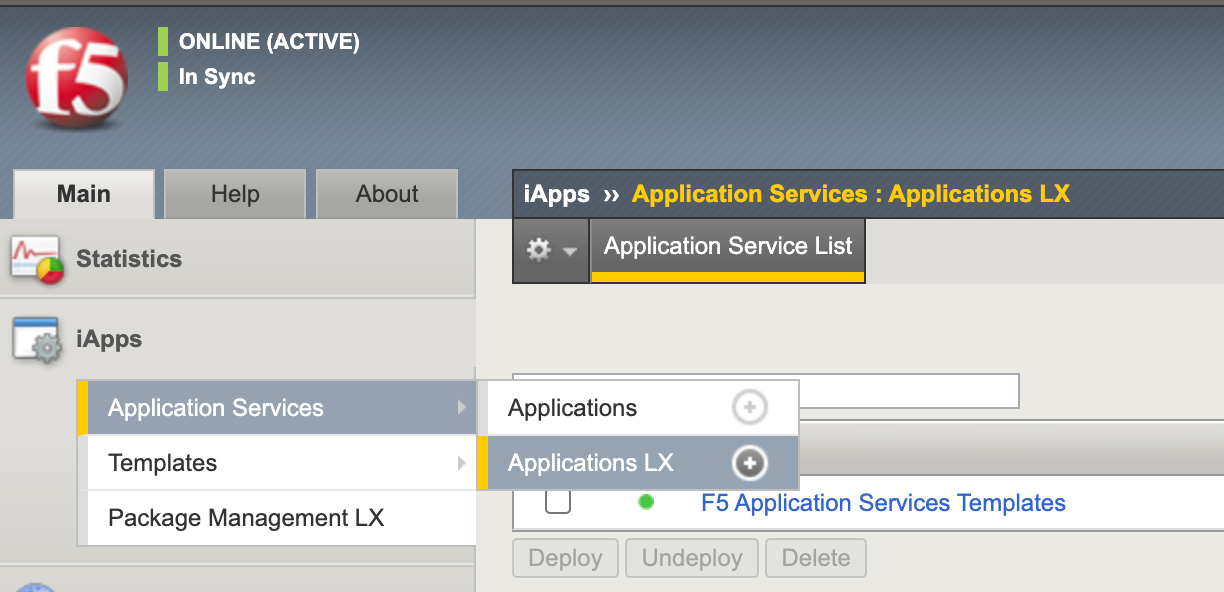 f5
ONLINE (ACTIVE)
In Sync
Main
Help
About
iApps ›› Application Services : Applications LX
Application Service List
Statistics
iApps
Application Services
Templates
Package Management LX
Applications
Applications LX
F5 Application Services Templates
Deploy
Undeploy
Delete